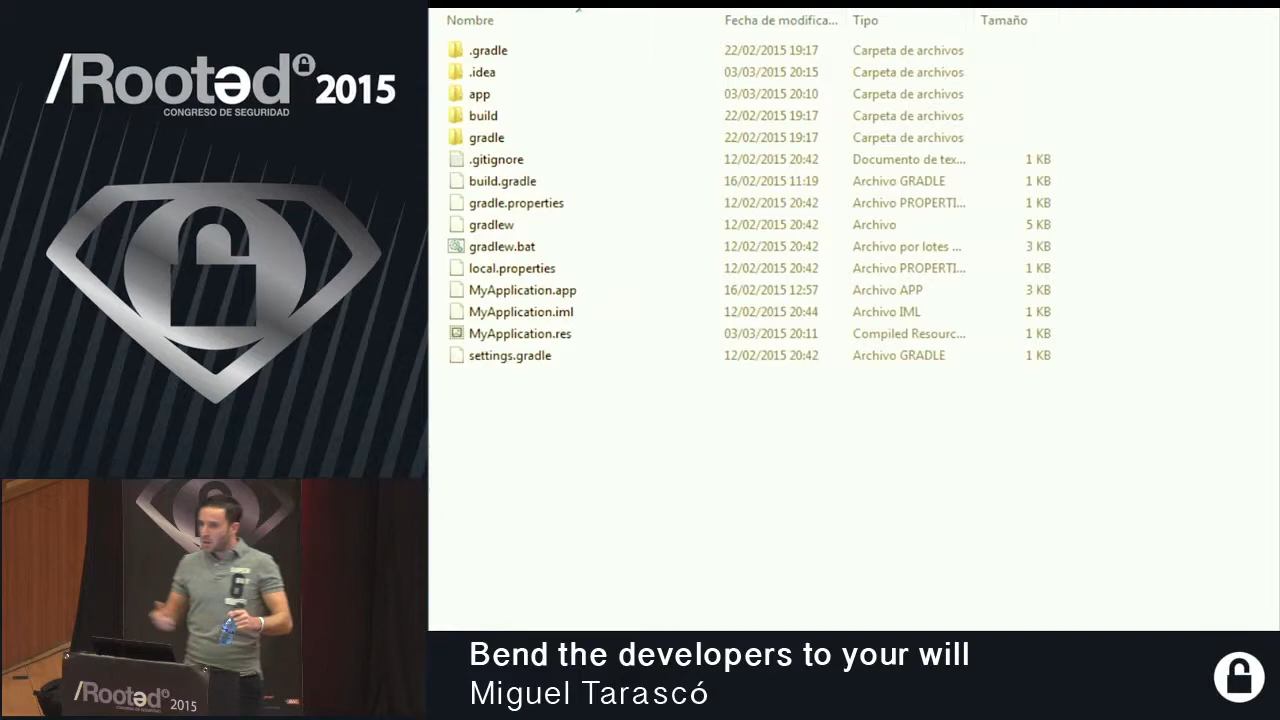 /Rooted 2015
CONGRESO DE SEGURIDAD
Nombre Fecha de modifica... Tipo Tamaño
.gradle 22/02/2015 19:17 Carpeta de archivos
.idea 03/03/2015 20:15 Carpeta de archivos
app 03/03/2015 20:10 Carpeta de archivos
build 22/02/2015 19:17 Carpeta de archivos
gradle 22/02/2015 19:17 Carpeta de archivos
.gitignore 12/02/2015 20:42 Documento de tex... 1 KB
build.gradle 16/02/2015 11:19 Archivo GRADLE 1 KB
gradle.properties 12/02/2015 20:42 Archivo PROPERTI... 1 KB
gradlew 12/02/2015 20:42 Archivo 5 KB
gradlew.bat 12/02/2015 20:42 Archivo por lotes ... 3 KB
local.properties 12/02/2015 20:42 Archivo PROPERTI... 1 KB
MyApplication.app 16/02/2015 12:57 Archivo APP 3 KB
MyApplication.iml 12/02/2015 20:44 Archivo IML 1 KB
MyApplication.res 03/03/2015 20:11 Compiled Resourc... 1 KB
settings.gradle 12/02/2015 20:42 Archivo GRADLE 1 KB
/Rooted 2015
Bend the developers to your will
Miguel Tarascó